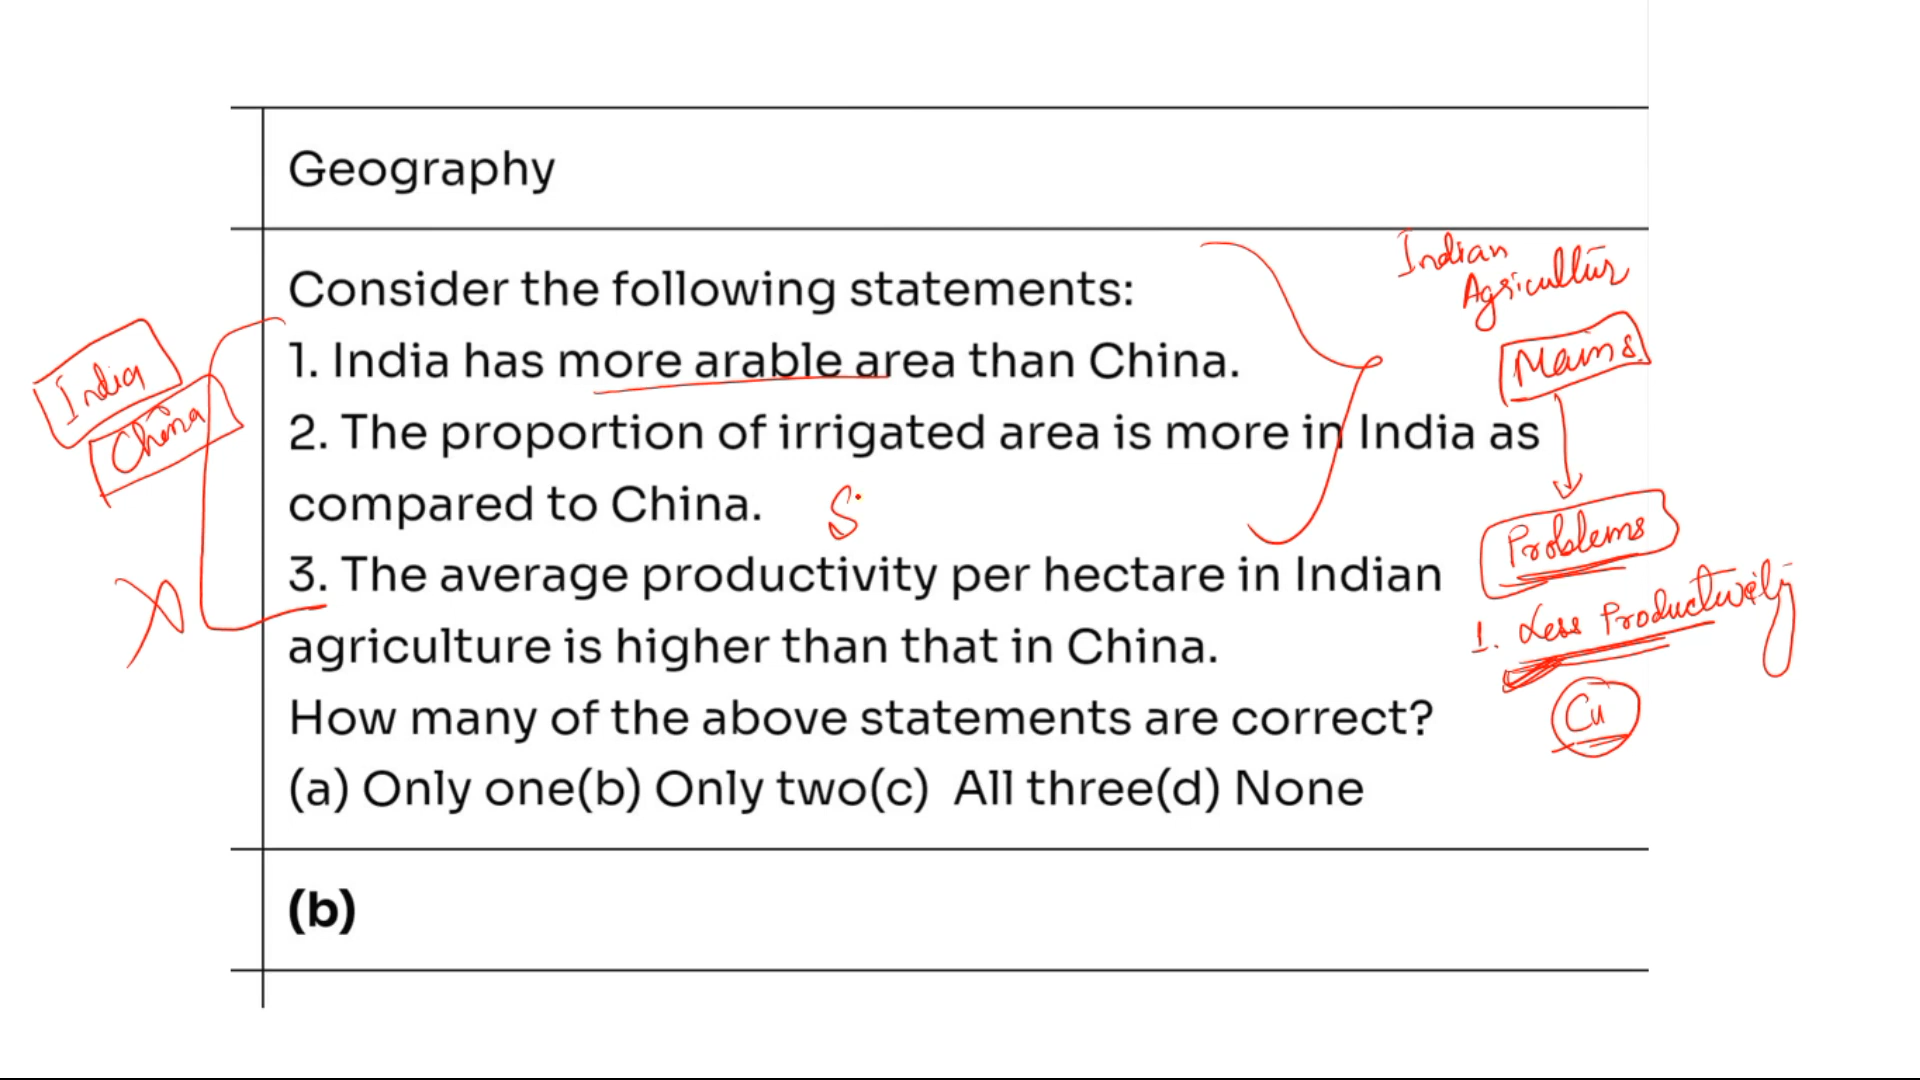 Geography
Consider the following statements:
1. India has more arable area than China.
2. The proportion of irrigated area is more in India as
compared to China.
3. The average productivity per hectare in Indian
agriculture is higher than that in China.
How many of the above statements are correct?
(a) Only one(b) Only two(c) All three(d) None
(b)
India
China
S
Indian
Mains
Problems
1. Less Productively